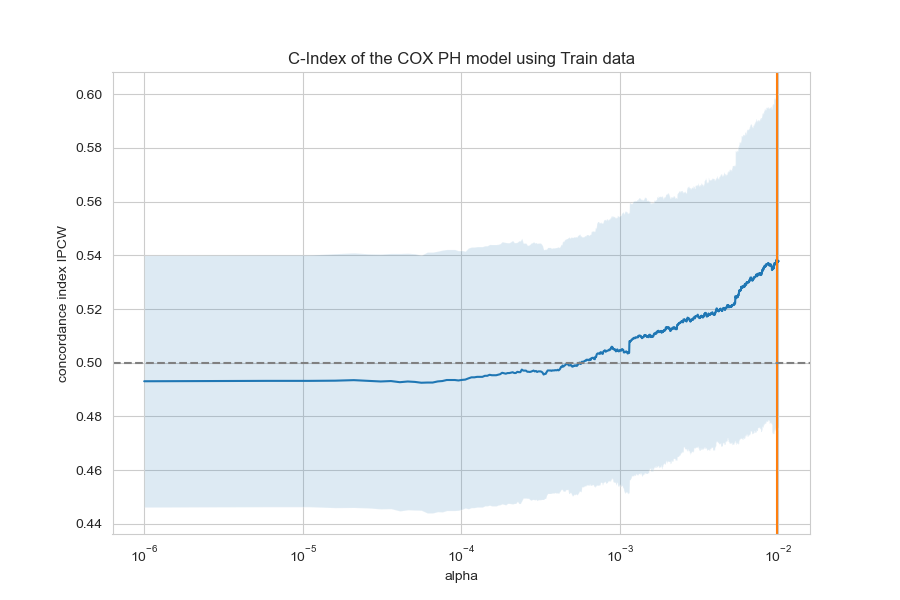 C-Index of the COX PH model using Train data
concordance index IPCW
0.60
0.58
0.56
0.54
0.52
0.50
0.48
0.46
0.44
10⁻⁶ 10⁻⁵ 10⁻⁴ 10⁻³ 10⁻²
alpha